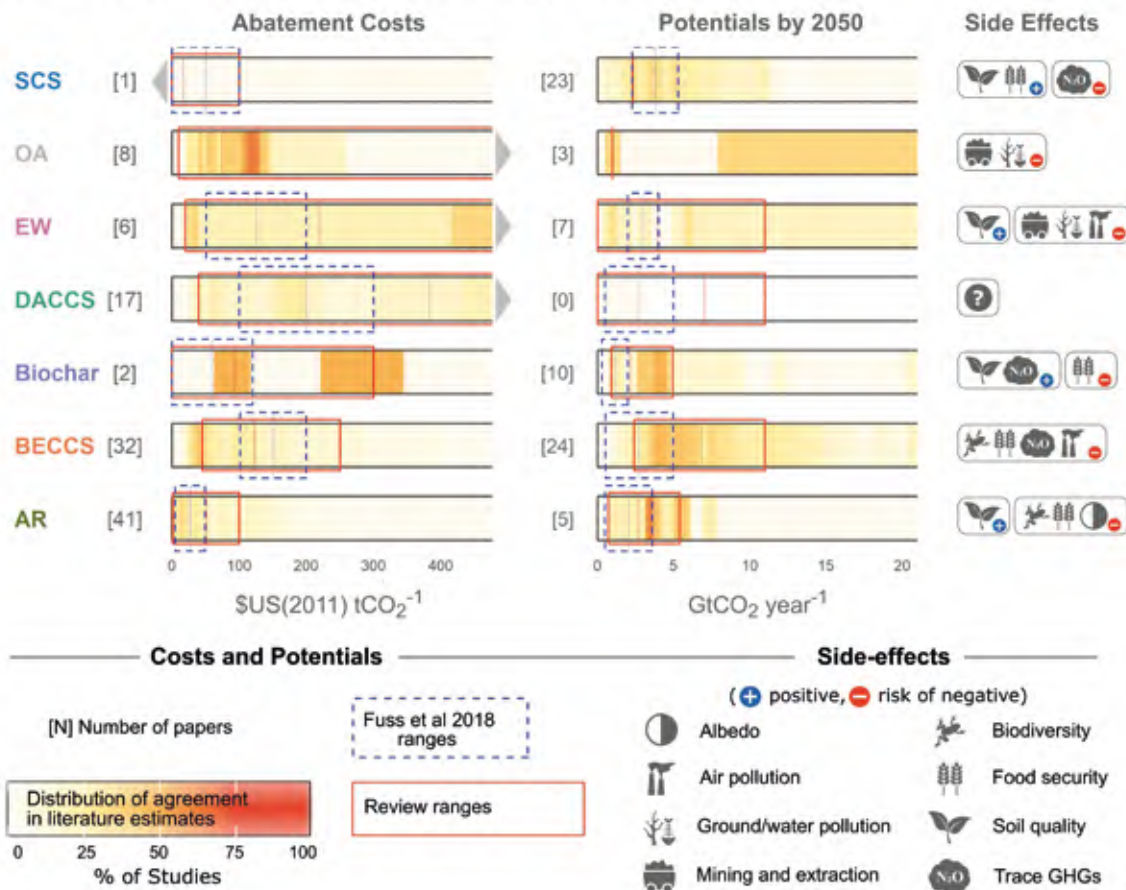 Abatement Costs Potentials by 2050 Side Effects
SCS [1] [23] N₂O
OA [8] [3]
EW [6] [7]
DACCS [17] [0] ?
Biochar [2] [10] N₂O
BECCS [32] [24] N₂O
AR [41] [5]
0 100 200 300 400 0 5 10 15 20
$US(2011) tCO₂⁻¹ GtCO₂ year⁻¹
Costs and Potentials Side-effects
(+ positive, − risk of negative)
[N] Number of papers Fuss et al 2018 Albedo Biodiversity
ranges
Air pollution Food security
Distribution of agreement Review ranges
in literature estimates
Ground/water pollution Soil quality
0 25 50 75 100
% of Studies Mining and extraction N₂O Trace GHGs